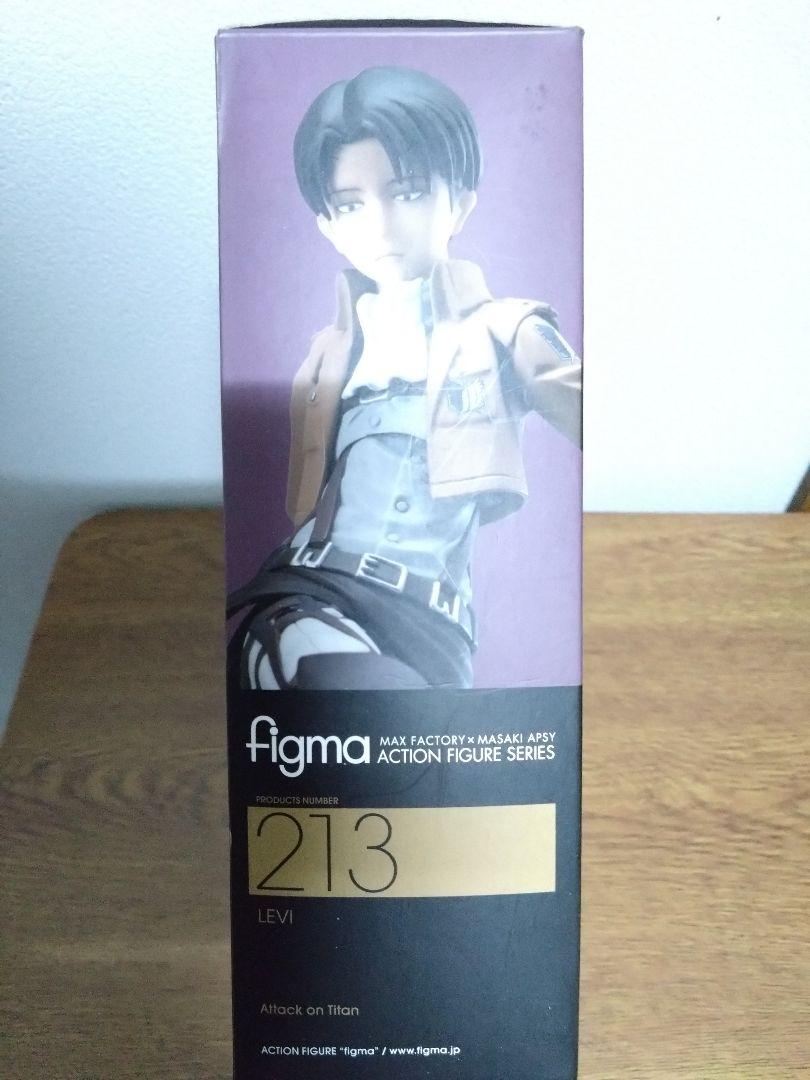 figma MAX FACTORY × MASAKI APSY
ACTION FIGURE SERIES
PRODUCTS NUMBER
213
LEVI
Attack on Titan
ACTION FIGURE "figma" / www.figma.jp